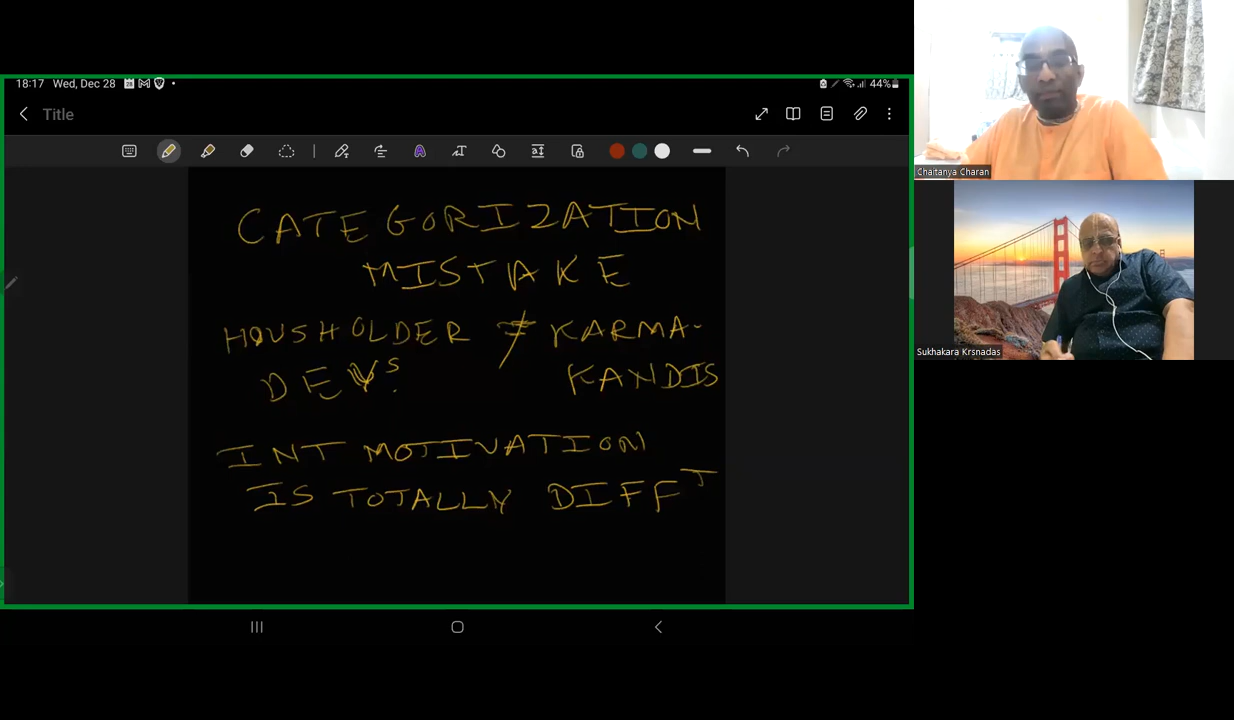 18:17 Wed, Dec 28
44%
Title
CATEGORIZATION
MISTAKE
HOUSHOLDER ≠ KARMA-
DEVS. KANDIS
INT MOTIVATION
IS TOTALLY DIFFT
Chaitanya Charan
Sukhakara Krsnadas